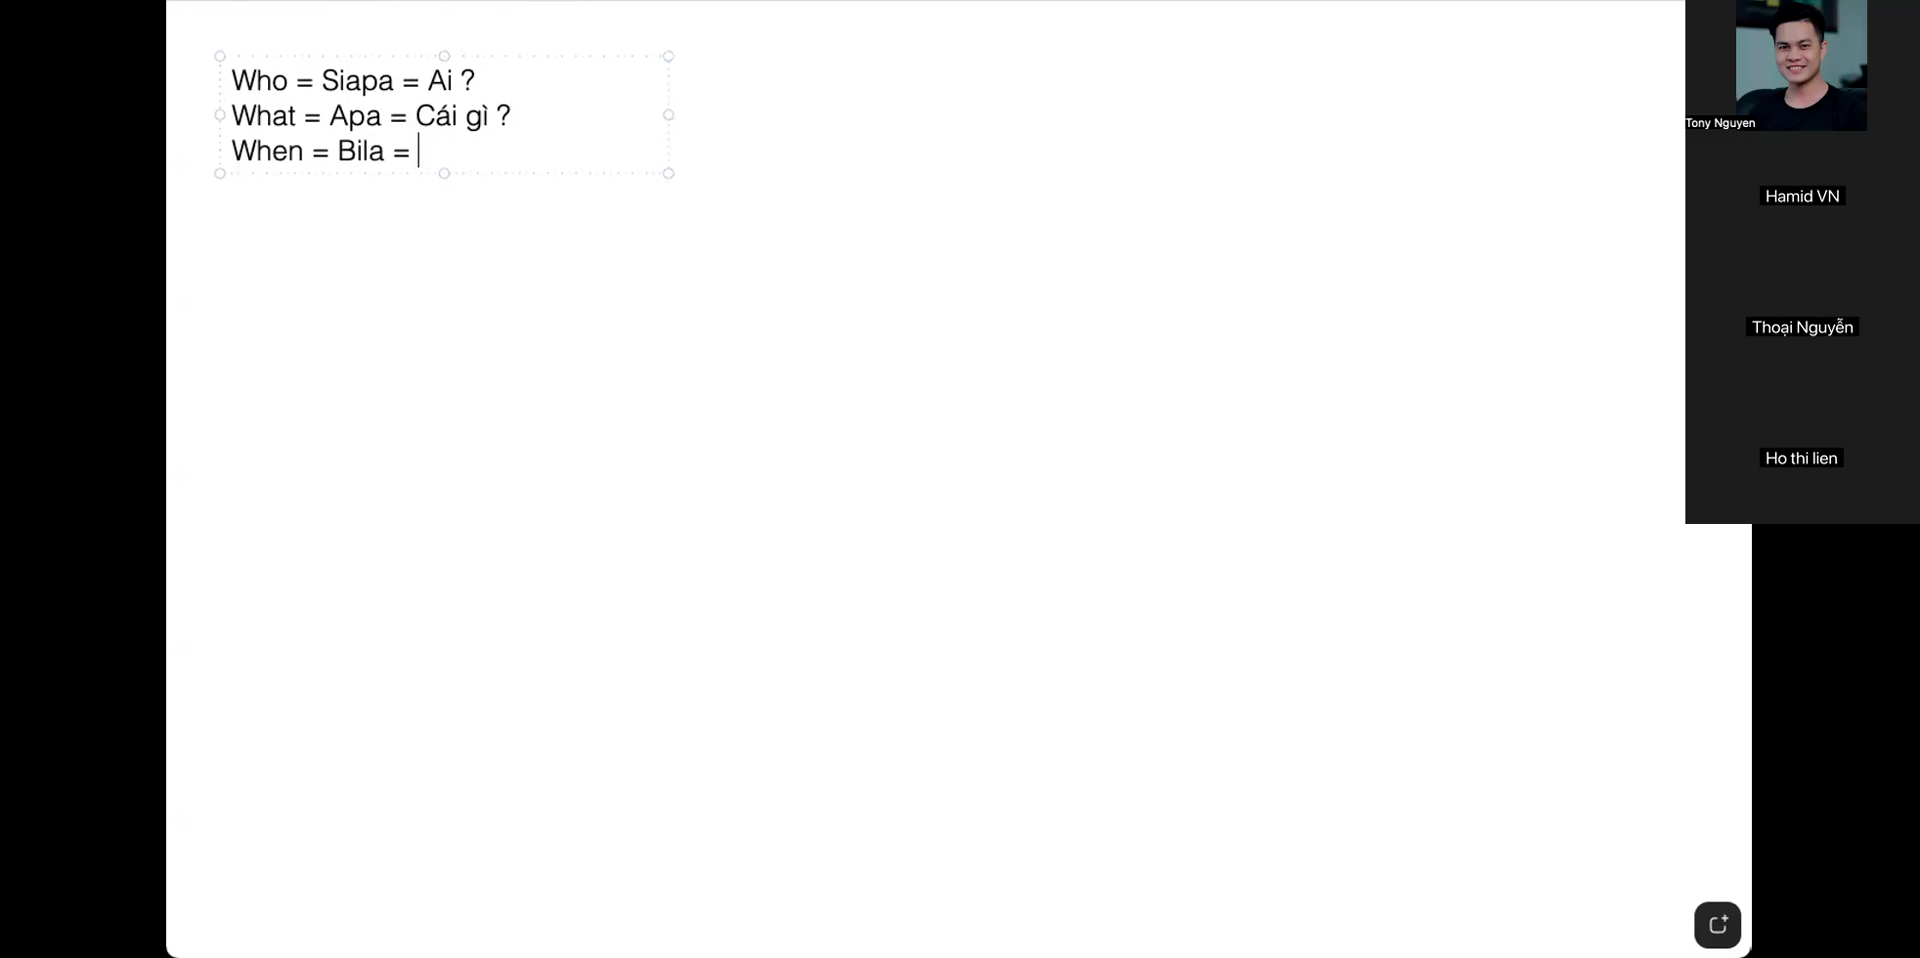 Who = Siapa = Ai ?
What = Apa = Cái gì ?
When = Bila =
Tony Nguyen
Hamid VN
Thoại Nguyễn
Ho thi lien